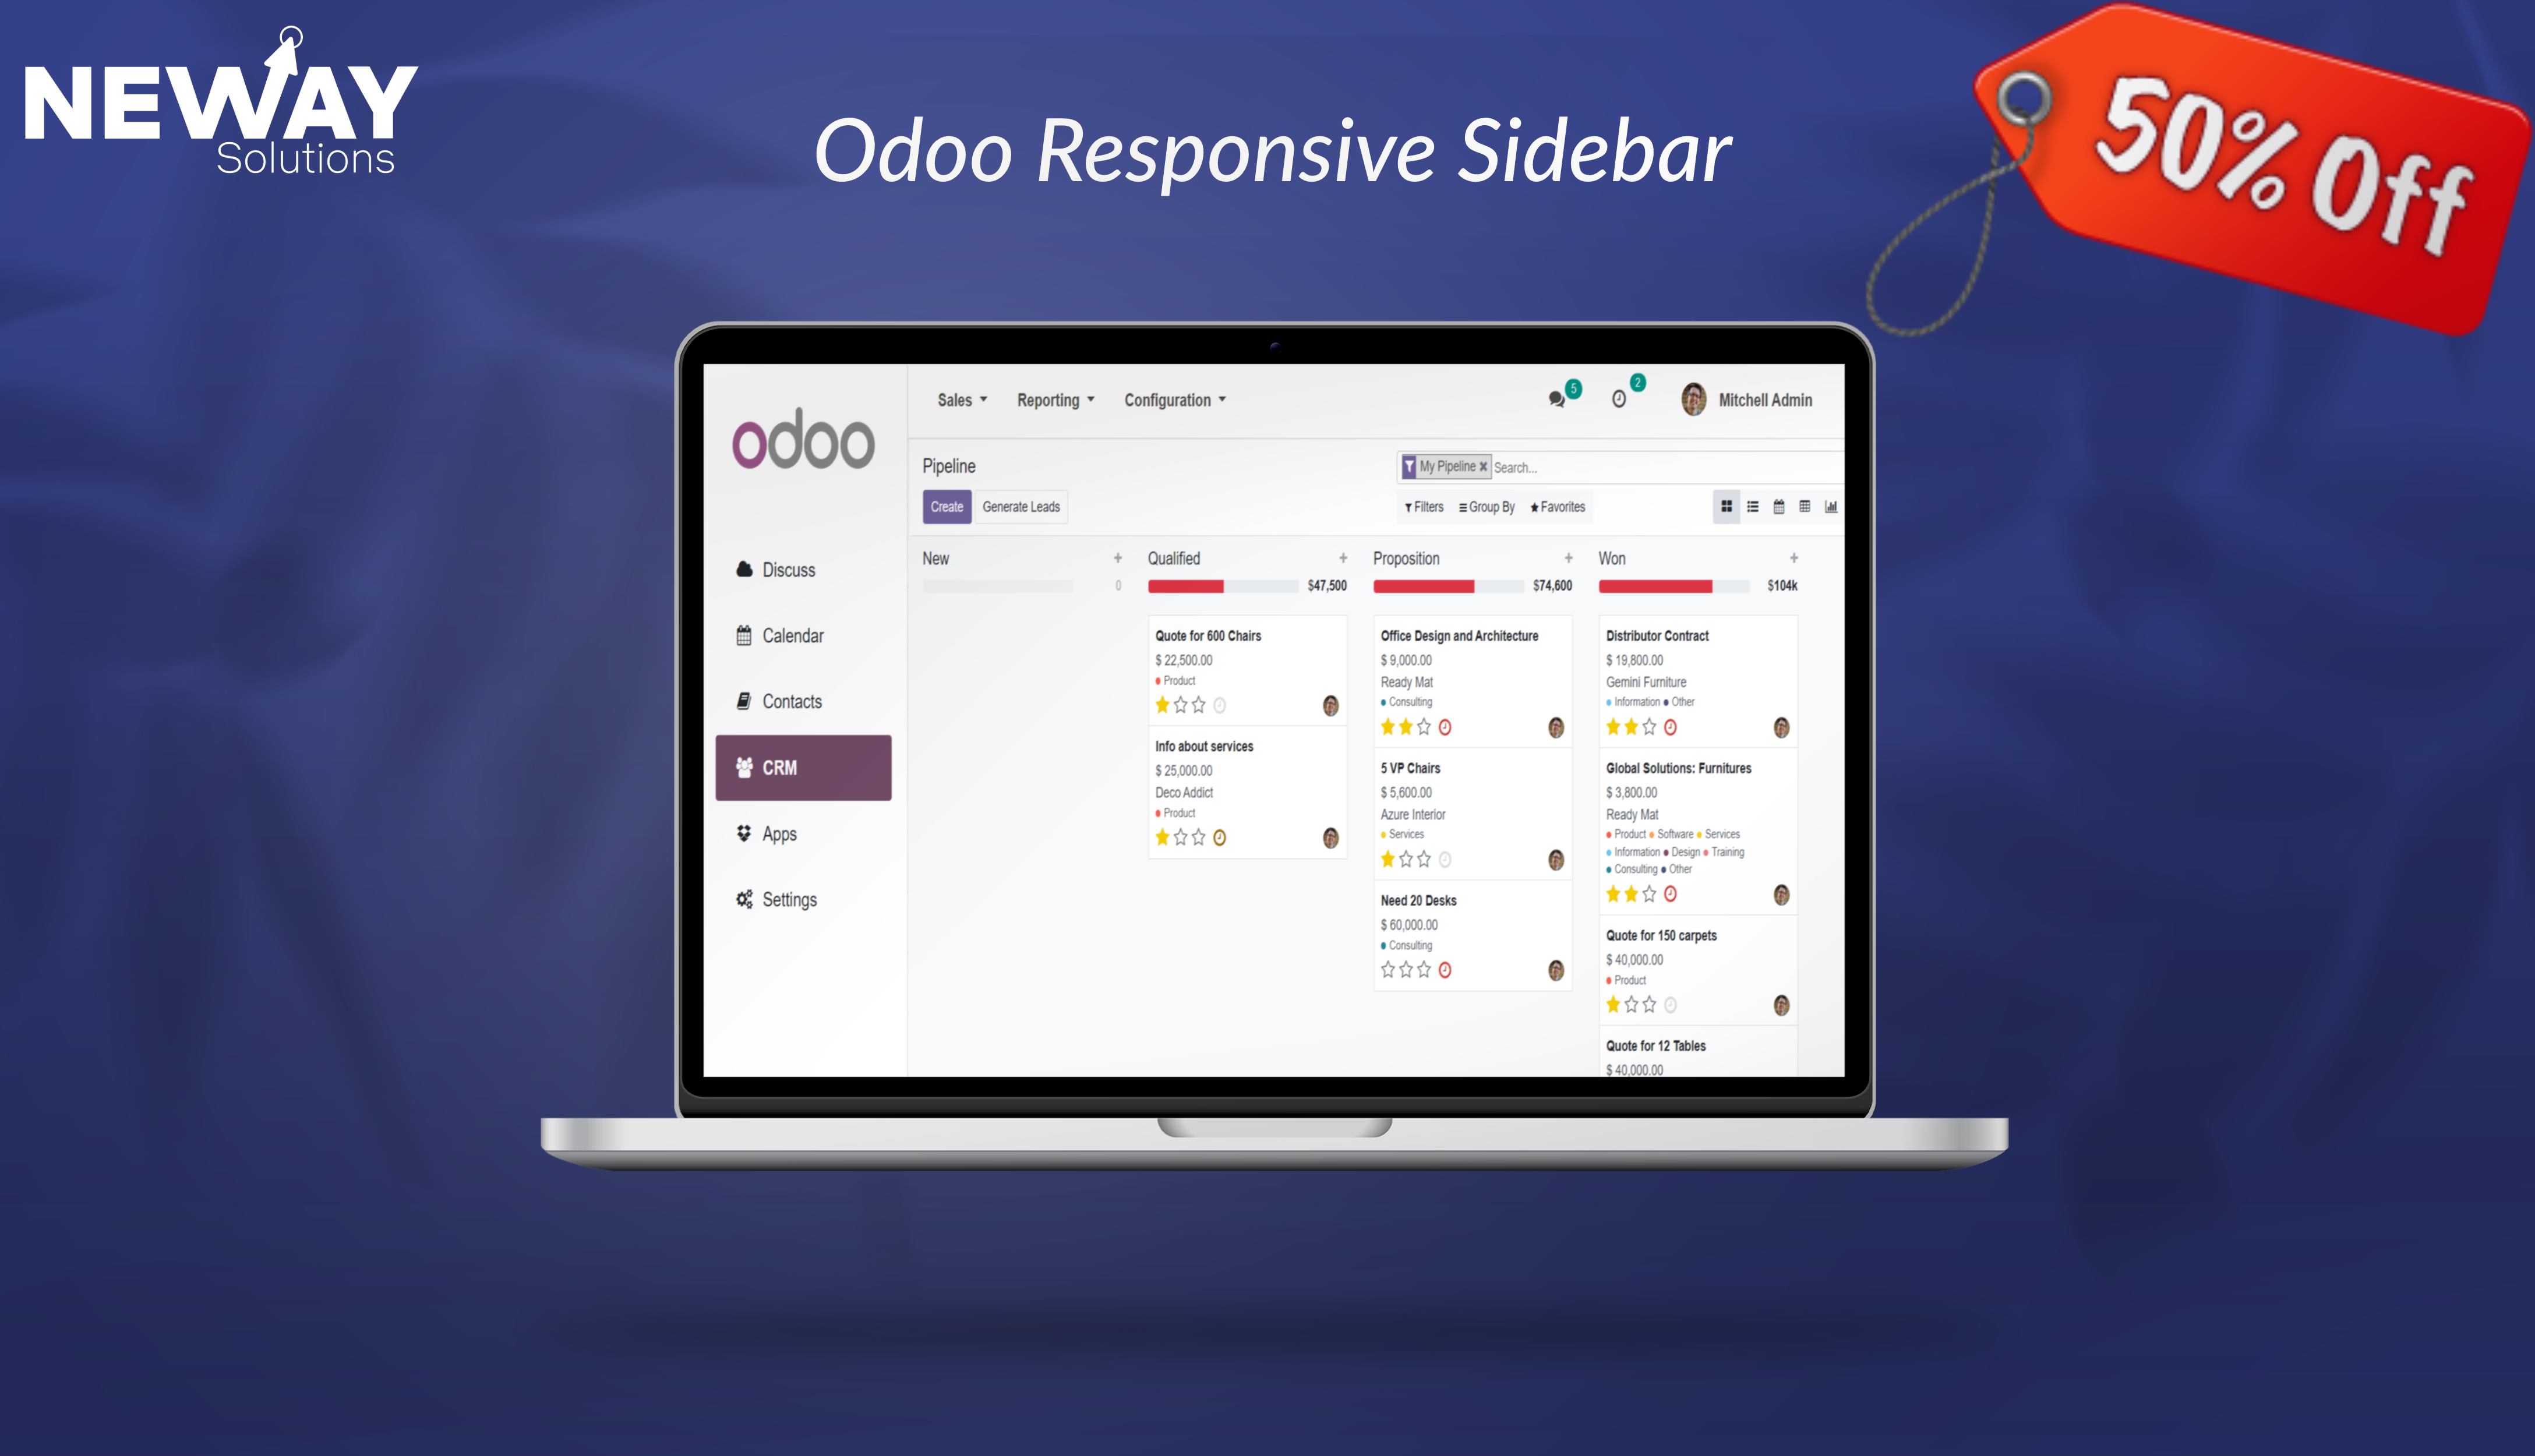 NEWAY
Solutions
Odoo Responsive Sidebar
50% Off
odoo
Sales Reporting Configuration 5 2 Mitchell Admin
Pipeline
My Pipeline × Search...
Create Generate Leads
Filters Group By Favorites
Discuss
Calendar
Contacts
CRM
Apps
Settings
New +
0
Qualified +
$47,500
Quote for 600 Chairs
$ 22,500.00
Product
Info about services
$ 25,000.00
Deco Addict
Product
Proposition +
$74,600
Office Design and Architecture
$ 9,000.00
Ready Mat
Consulting
5 VP Chairs
$ 5,600.00
Azure Interior
Services
Need 20 Desks
$ 60,000.00
Consulting
Won +
$104k
Distributor Contract
$ 19,800.00
Gemini Furniture
Information Other
Global Solutions: Furnitures
$ 3,800.00
Ready Mat
Product Software Services
Information Design Training
Consulting Other
Quote for 150 carpets
$ 40,000.00
Product
Quote for 12 Tables
$ 40,000.00